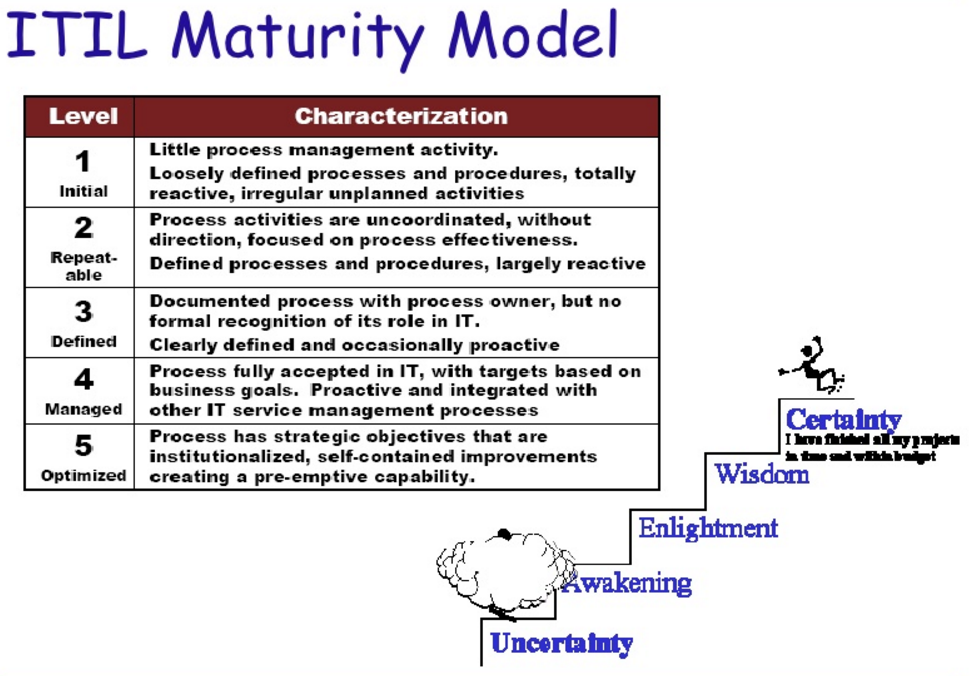 ITIL Maturity Model
Level
Characterization
1
Initial
Little process management activity.
Loosely defined processes and procedures, totally
reactive, irregular unplanned activities
2
Repeat-
able
Process activities are uncoordinated, without
direction, focused on process effectiveness.
Defined processes and procedures, largely reactive
3
Defined
Documented process with process owner, but no
formal recognition of its role in IT.
Clearly defined and occasionally proactive
4
Managed
Process fully accepted in IT, with targets based on
business goals. Proactive and integrated with
other IT service management processes
5
Optimized
Process has strategic objectives that are
institutionalized, self-contained improvements
creating a pre-emptive capability.
Certainty
I have finished all my projects
in time and within budget
Wisdom
Enlightment
Awakening
Uncertainty